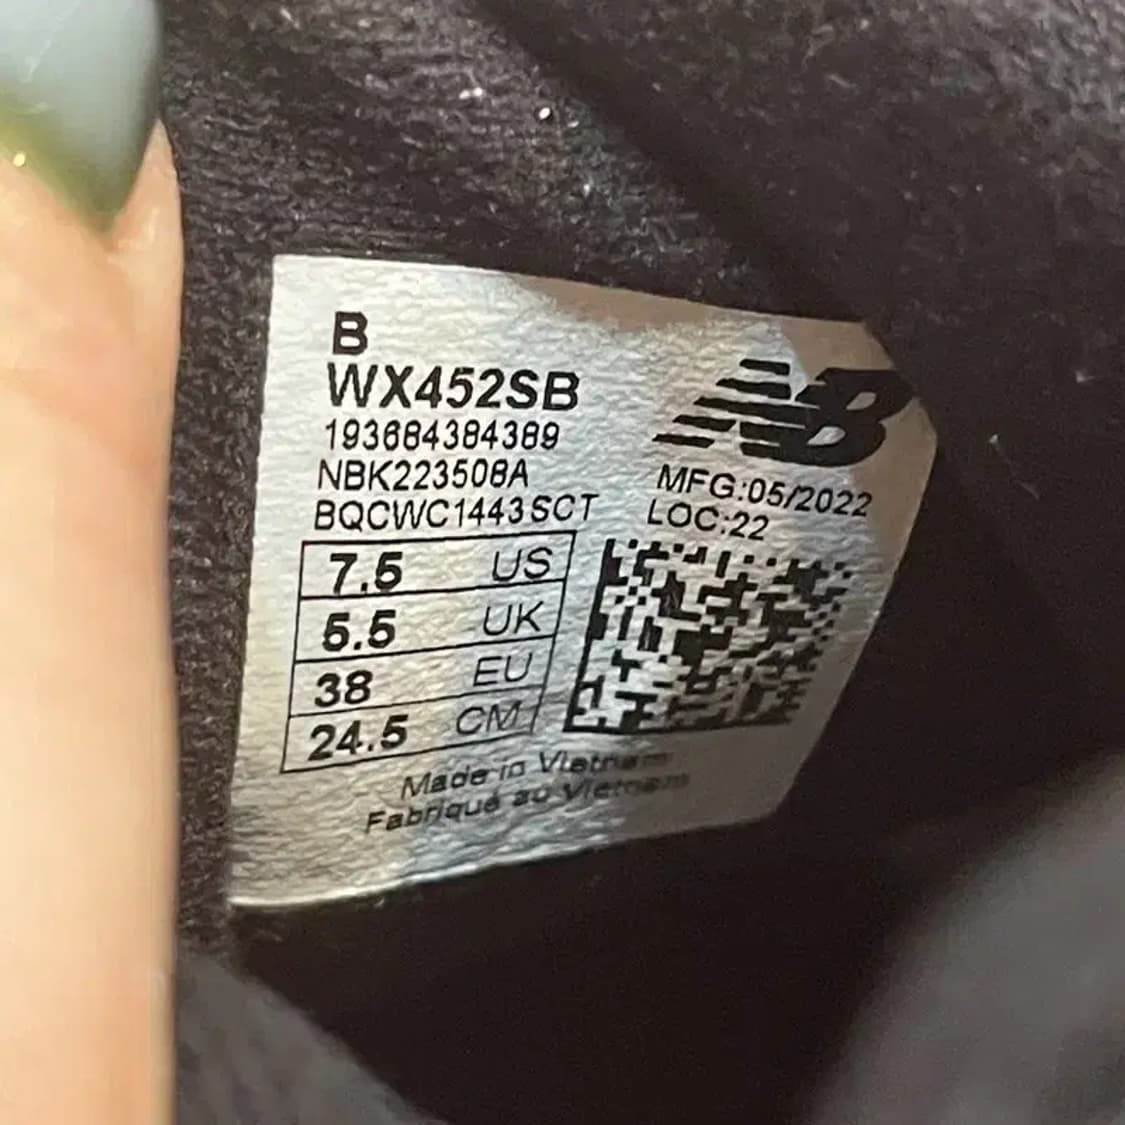 B
WX452SB
193684384389
NBK223508A
BQCWC1443SCT
7.5 US
5.5 UK
38 EU
24.5 CM
NB
MFG:05/2022
LOC:22
Made in Vietnam
Fabriqué au Vietnam